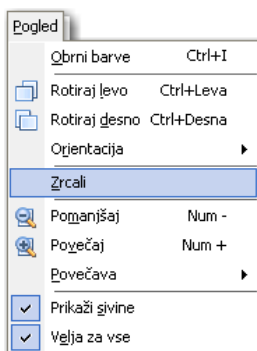 Pogled
Obrni barve Ctrl+I
Rotiraj levo Ctrl+Leva
Rotiraj desno Ctrl+Desna
Orientacija
Zrcali
Pomanjšaj Num -
Povečaj Num +
Povečava
Prikaži sivine
Velja za vse